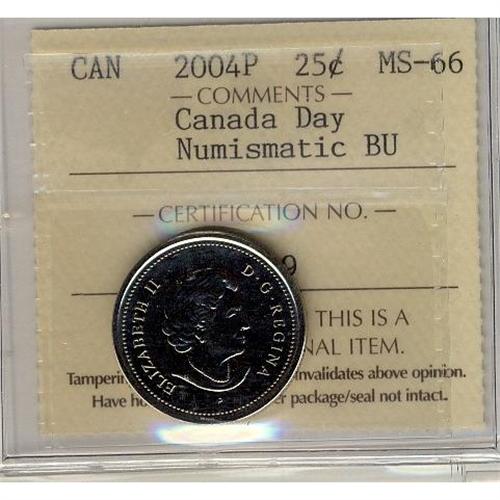 CAN 2004P 25¢ MS-66
— COMMENTS —
Canada Day
Numismatic BU
— CERTIFICATION NO. —
9
THIS IS A
NAL ITEM.
Tamperin invalidates above opinion.
Have package/seal not intact.
ELIZABETH II D·G·REGINA
P